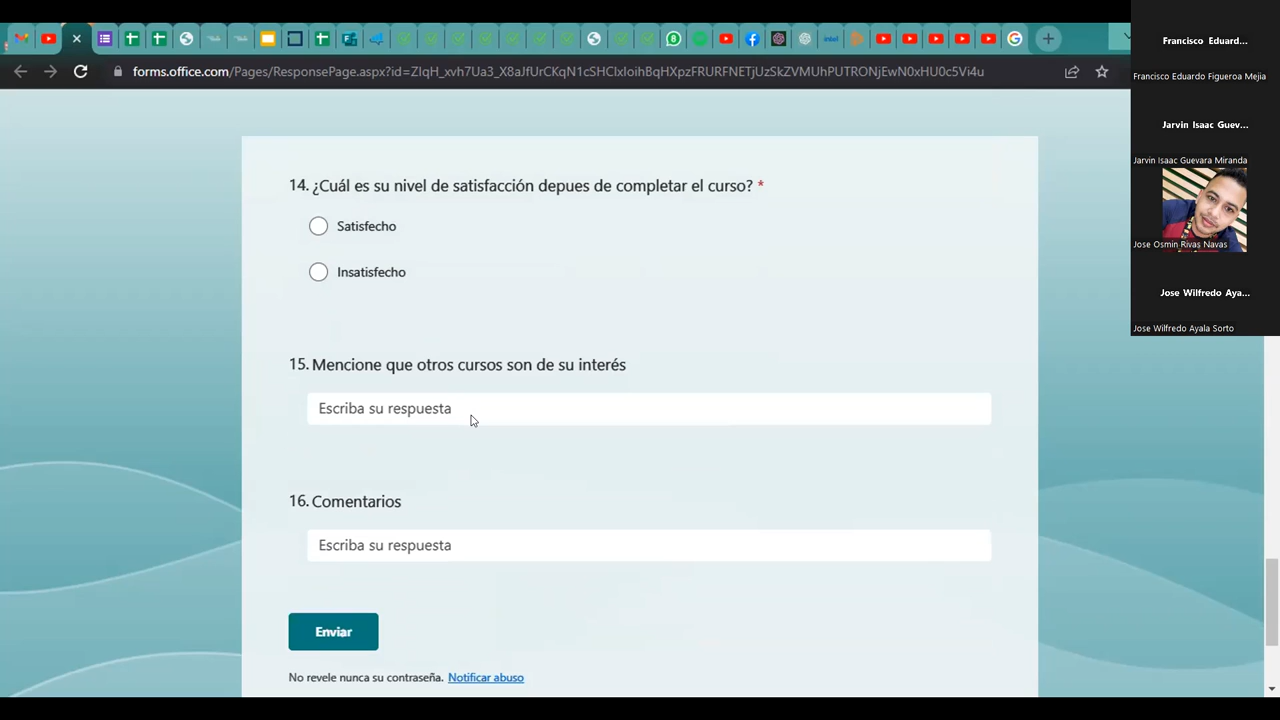 forms.office.com/Pages/ResponsePage.aspx?id=ZIqH_xvh7Ua3_X8aJfUrCKqN1cSHClxIoihBqHXpzFRURFNETjUzSkZVMUhPUTRONjEwN0xHU0c5Vi4u
14. ¿Cuál es su nivel de satisfacción depues de completar el curso? *
Satisfecho
Insatisfecho
15. Mencione que otros cursos son de su interés
Escriba su respuesta
16. Comentarios
Escriba su respuesta
Enviar
No revele nunca su contraseña. Notificar abuso
Francisco Eduard...
Francisco Eduardo Figueroa Mejia
Jarvin Isaac Guev...
Jarvin Isaac Guevara Miranda
Jose Osmin Rivas Navas
Jose Wilfredo Aya...
Jose Wilfredo Ayala Sorto